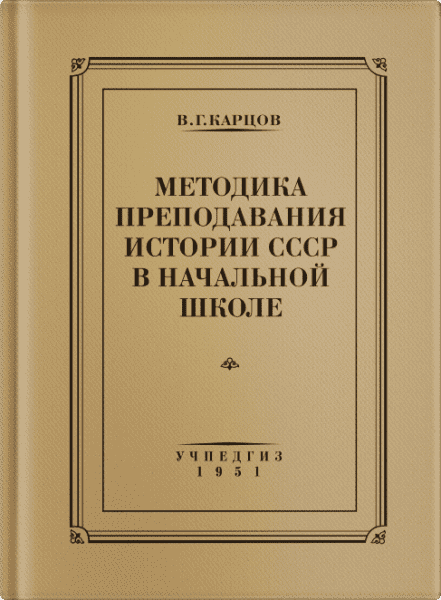 В.Г.КАРЦОВ
МЕТОДИКА
ПРЕПОДАВАНИЯ
ИСТОРИИ СССР
В НАЧАЛЬНОЙ
ШКОЛЕ
УЧПЕДГИЗ
1951